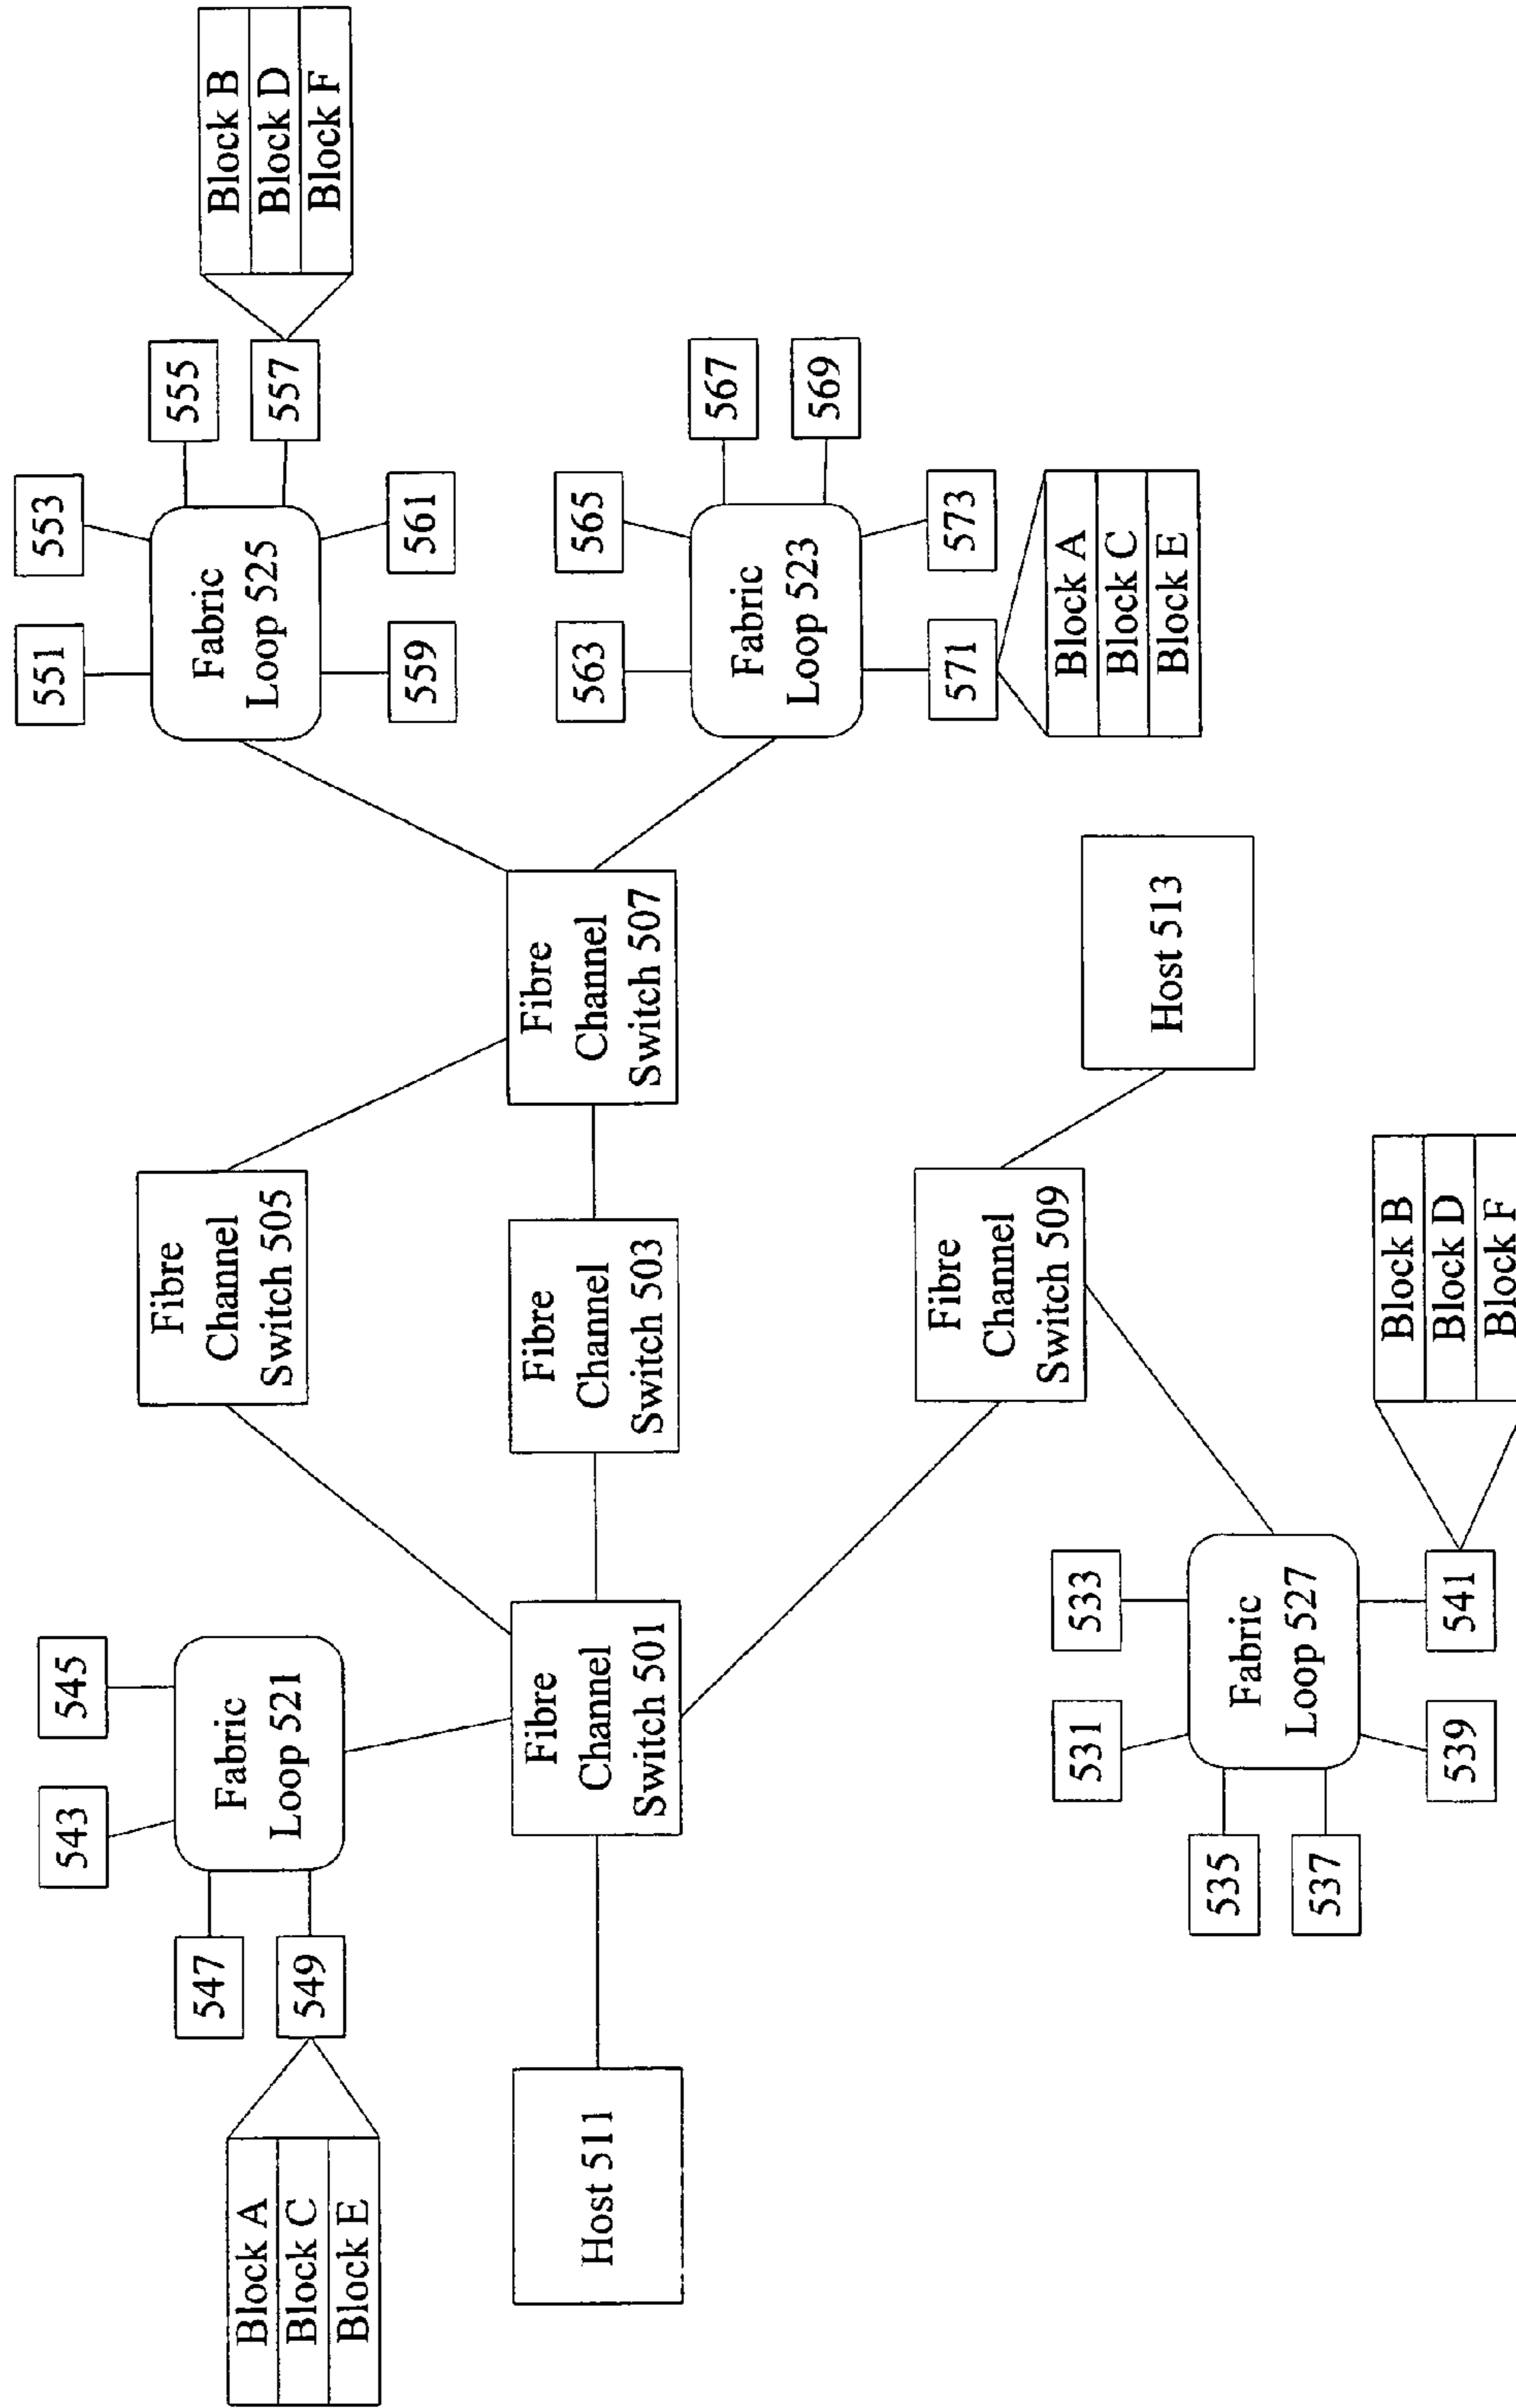 Block A
Block C
Block E
Host 511
547
549
543
545
Fabric
Loop 521
Fibre
Channel
Switch 501
535
537
531
533
Fabric
Loop 527
539
541
Block B
Block D
Block F
Fibre
Channel
Switch 505
Fibre
Channel
Switch 503
Fibre
Channel
Switch 509
Fibre
Channel
Switch 507
Host 513
551
553
Fabric
Loop 525
555
557
559
561
Block B
Block D
Block F
563
565
Fabric
Loop 523
567
569
571
573
Block A
Block C
Block E